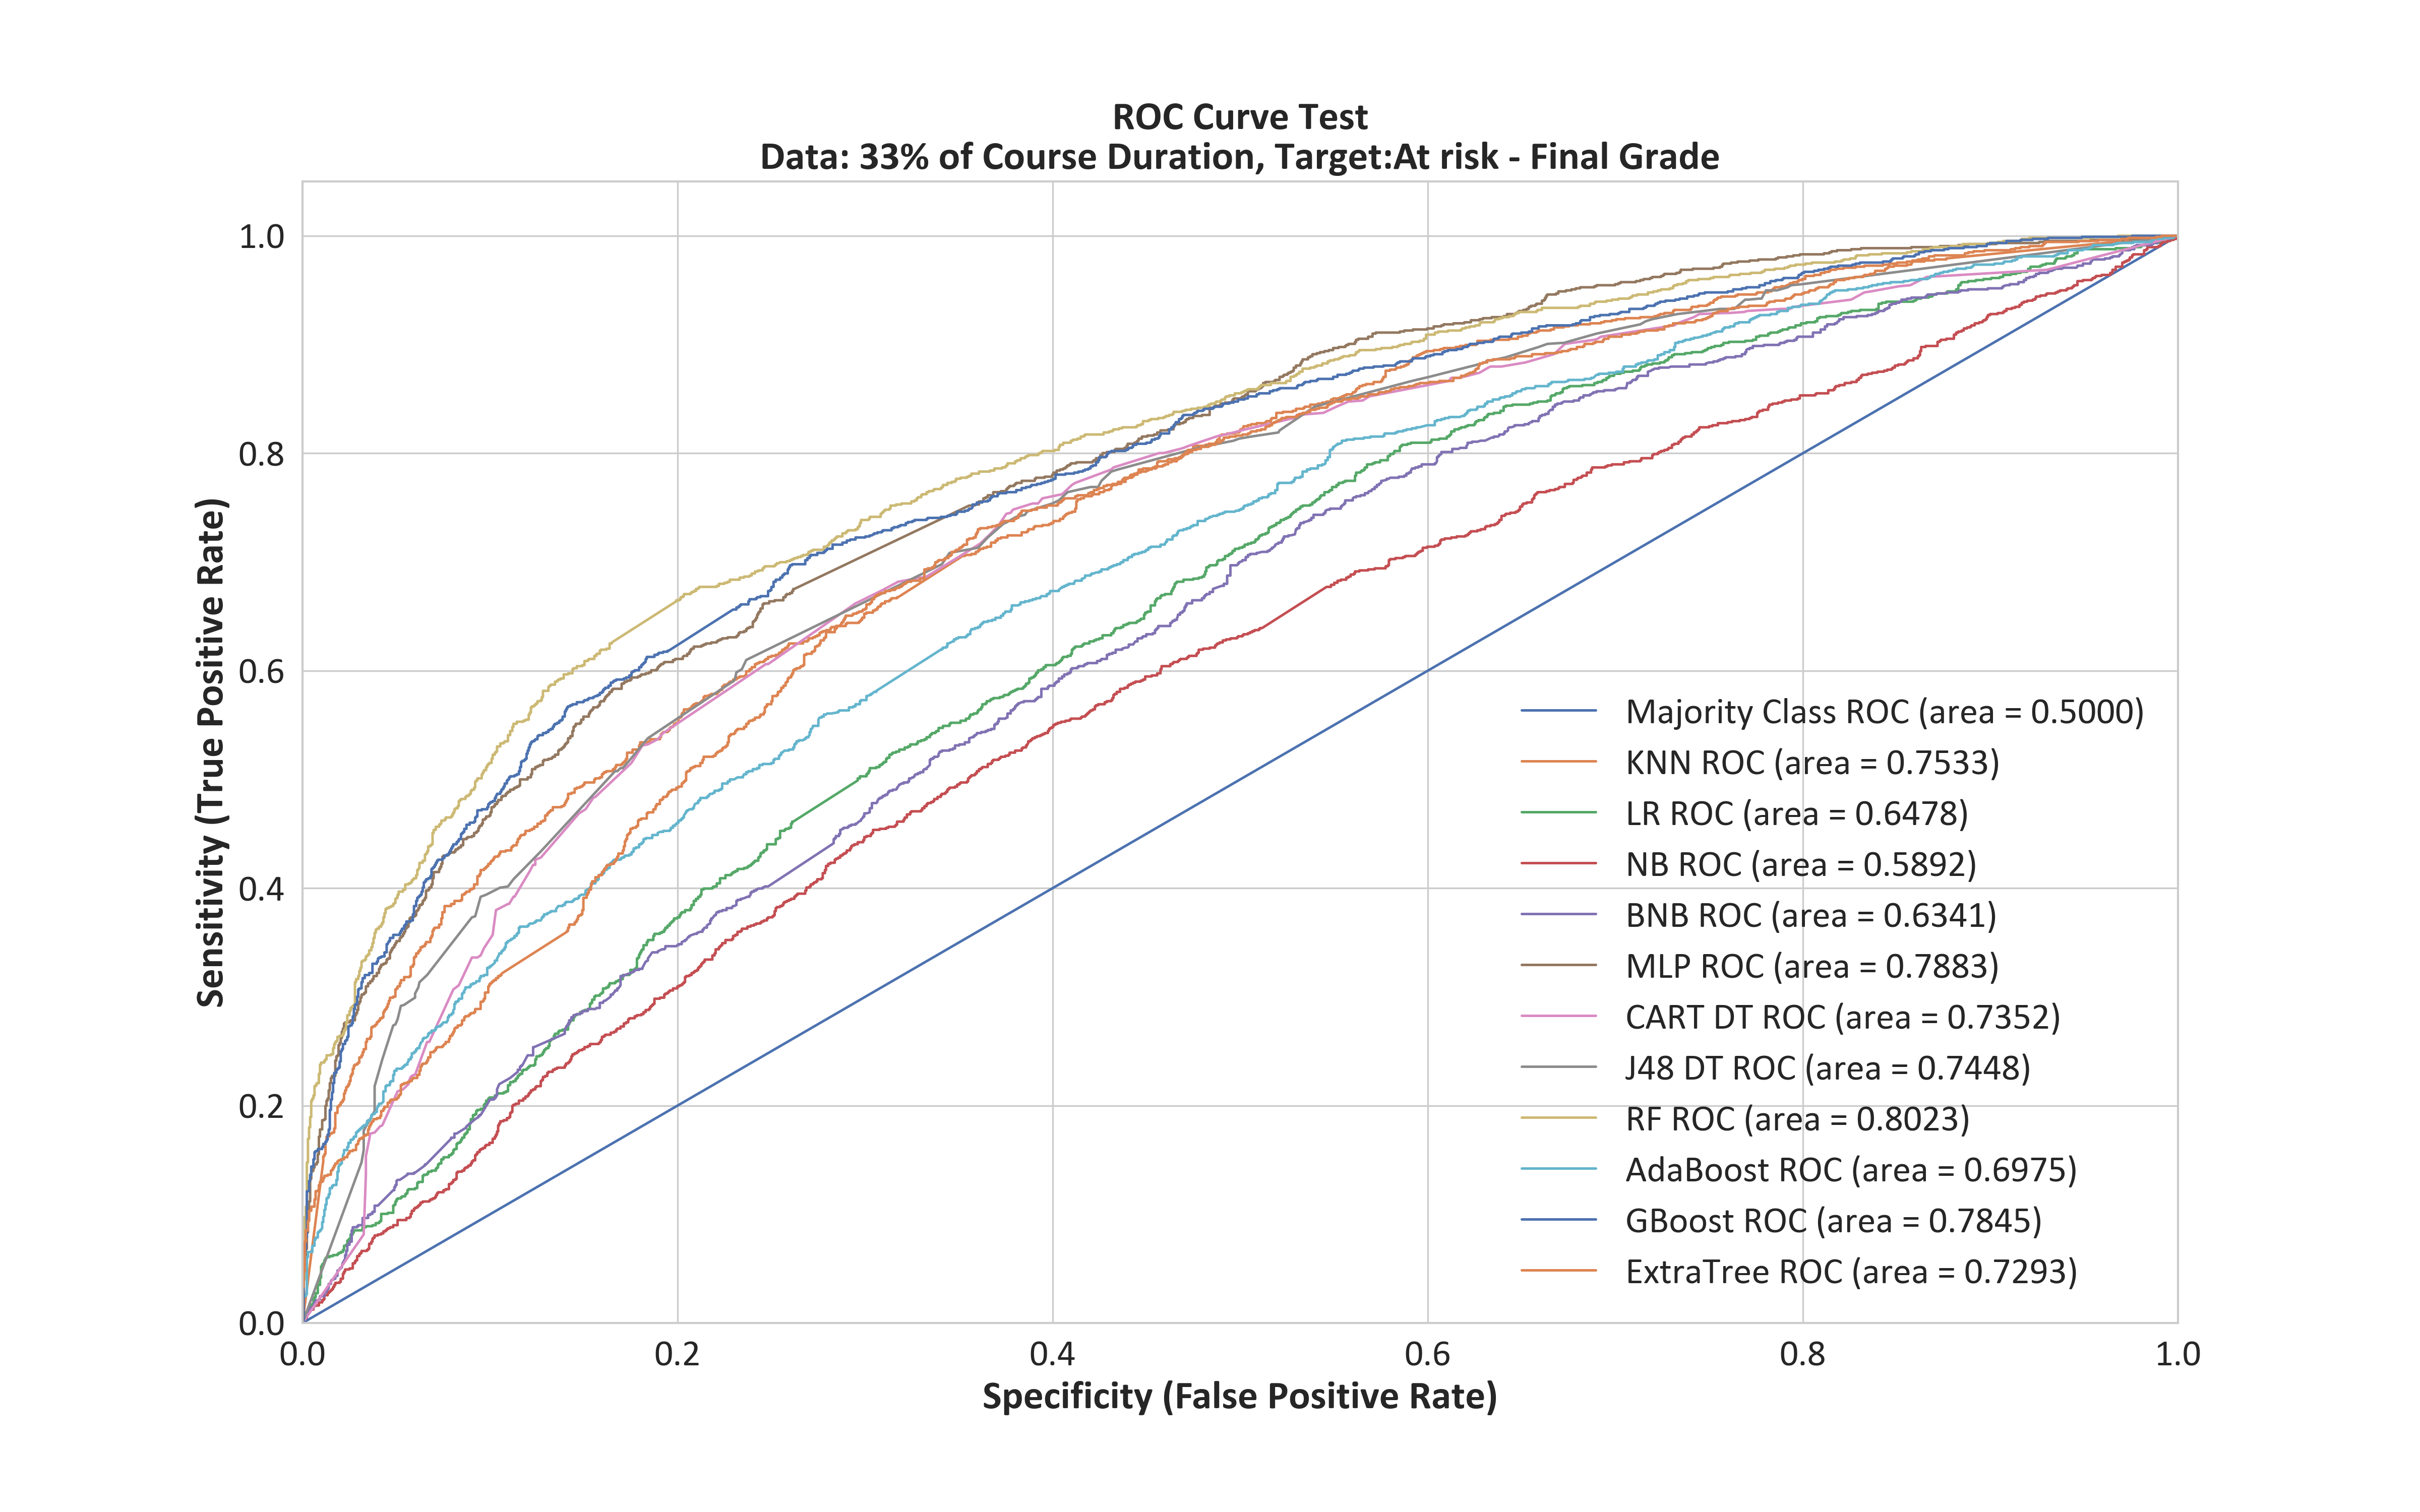 ROC Curve Test
Data: 33% of Course Duration, Target:At risk - Final Grade
Sensitivity (True Positive Rate)
1.0
0.8
0.6
0.4
0.2
0.0
Majority Class ROC (area = 0.5000)
KNN ROC (area = 0.7533)
LR ROC (area = 0.6478)
NB ROC (area = 0.5892)
BNB ROC (area = 0.6341)
MLP ROC (area = 0.7883)
CART DT ROC (area = 0.7352)
J48 DT ROC (area = 0.7448)
RF ROC (area = 0.8023)
AdaBoost ROC (area = 0.6975)
GBoost ROC (area = 0.7845)
ExtraTree ROC (area = 0.7293)
0.0 0.2 0.4 0.6 0.8 1.0
Specificity (False Positive Rate)